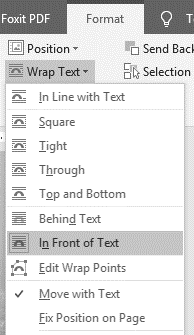 Foxit PDF Format T
Position Send Back
Wrap Text Selection
In Line with Text
Square
Tight
Through
Top and Bottom
Behind Text
In Front of Text
Edit Wrap Points
Move with Text
Fix Position on Page